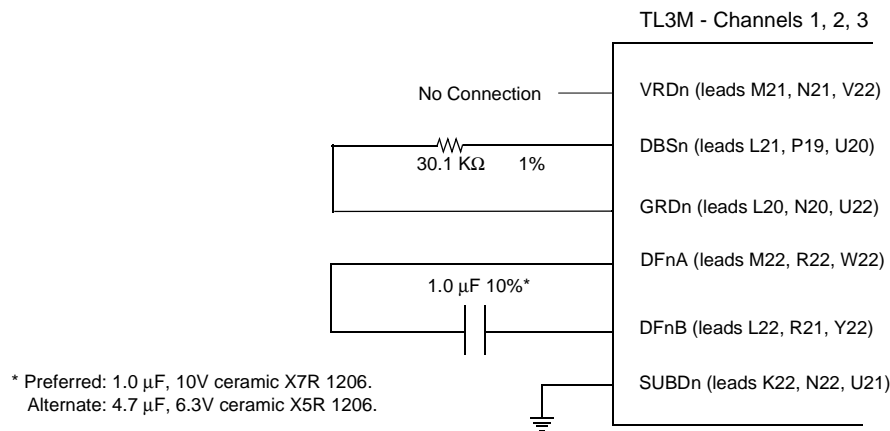 TL3M - Channels 1, 2, 3
No Connection
VRDn (leads M21, N21, V22)
DBSn (leads L21, P19, U20)
30.1 KΩ 1%
GRDn (leads L20, N20, U22)
DFnA (leads M22, R22, W22)
1.0 μF 10%*
DFnB (leads L22, R21, Y22)
* Preferred: 1.0 μF, 10V ceramic X7R 1206.
Alternate: 4.7 μF, 6.3V ceramic X5R 1206.
SUBDn (leads K22, N22, U21)